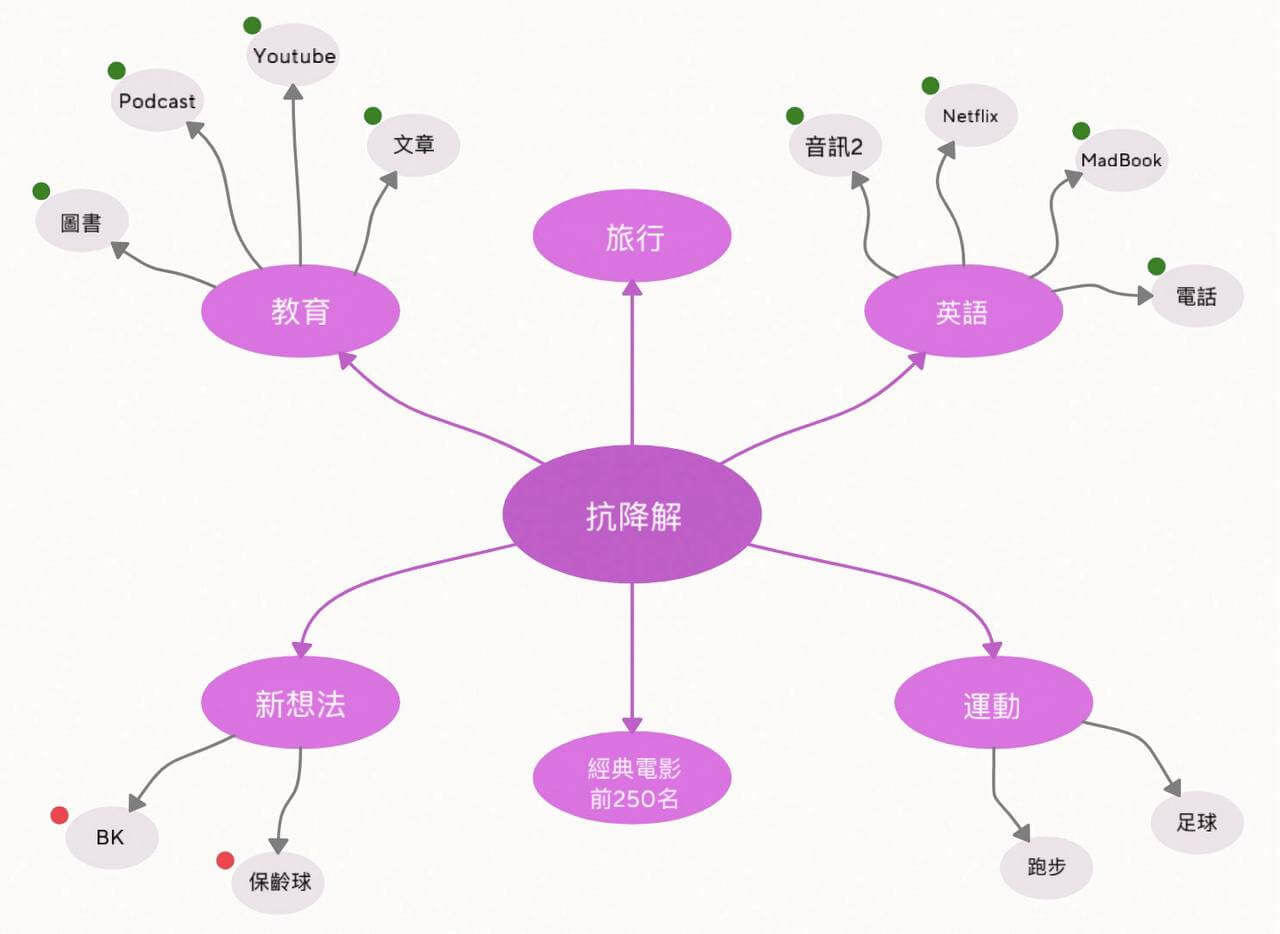 Youtube
Podcast
文章
圖書
教育
旅行
音訊2
Netflix
MadBook
電話
英語
抗降解
新想法
BK
保齡球
經典電影
前250名
運動
足球
跑步